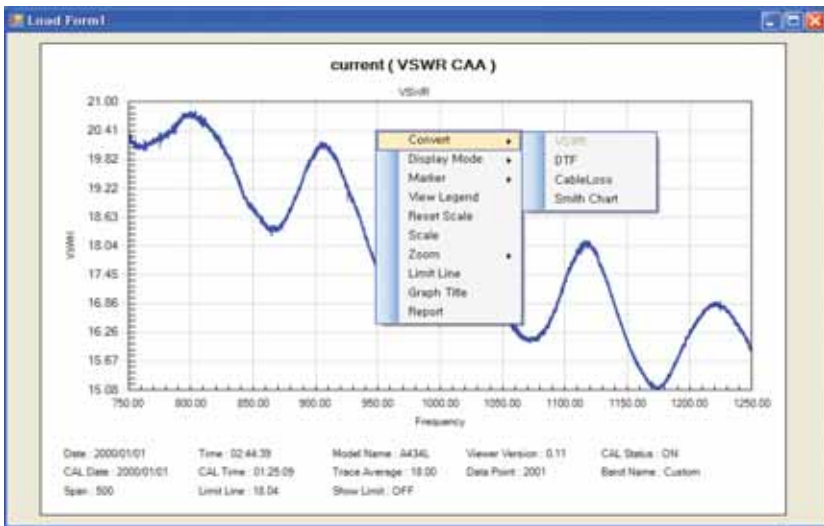 Load Form1
current ( VSWR CAA )
VSWR
21.00
20.41
19.82
19.22
18.63
18.04
17.45
16.86
16.26
15.67
15.08
VSWR
Convert
Display Mode
Marker
View Legend
Reset Scale
Scale
Zoom
Limit Line
Graph Title
Report
VSWR
DTF
CableLoss
Smith Chart
750.00 800.00 850.00 900.00 950.00 1000.00 1050.00 1100.00 1150.00 1200.00 1250.00
Frequency
Date : 2000/01/01 Time : 02:44:39 Model Name : A434L Viewer Version : 0.11 CAL Status : ON
CAL Date : 2000/01/01 CAL Time : 01:25:09 Trace Average : 18.00 Data Point : 2001 Band Name : Custom
Span : 500 Limit Line : 18.04 Show Limit : OFF